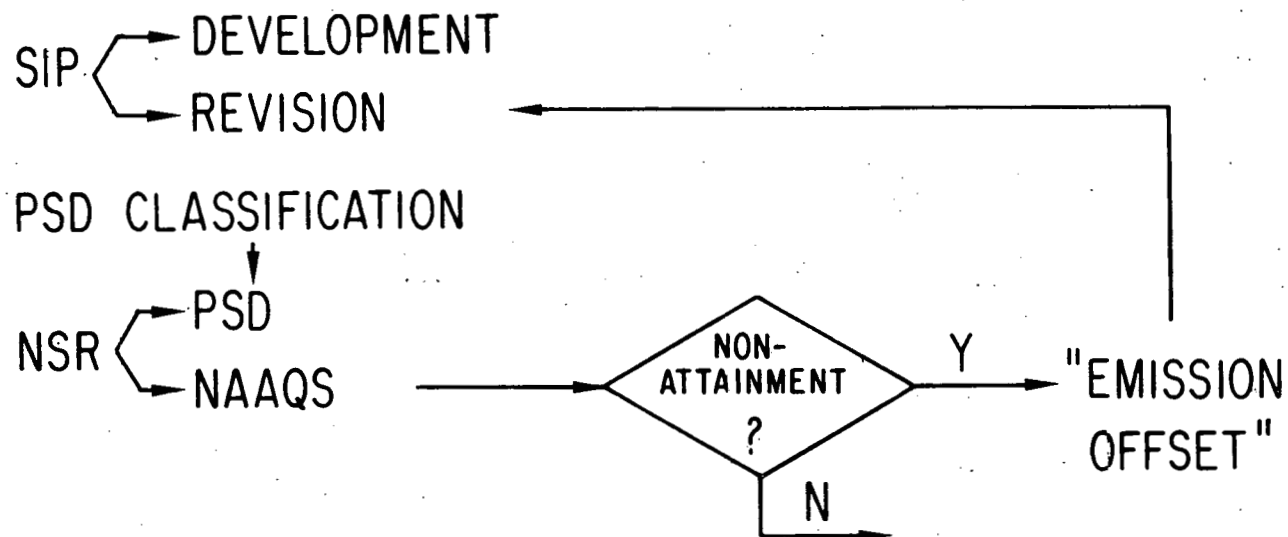 SIP
DEVELOPMENT
REVISION
PSD CLASSIFICATION
NSR
PSD
NAAQS
NON-
ATTAINMENT
?
Y
N
"EMISSION
OFFSET"